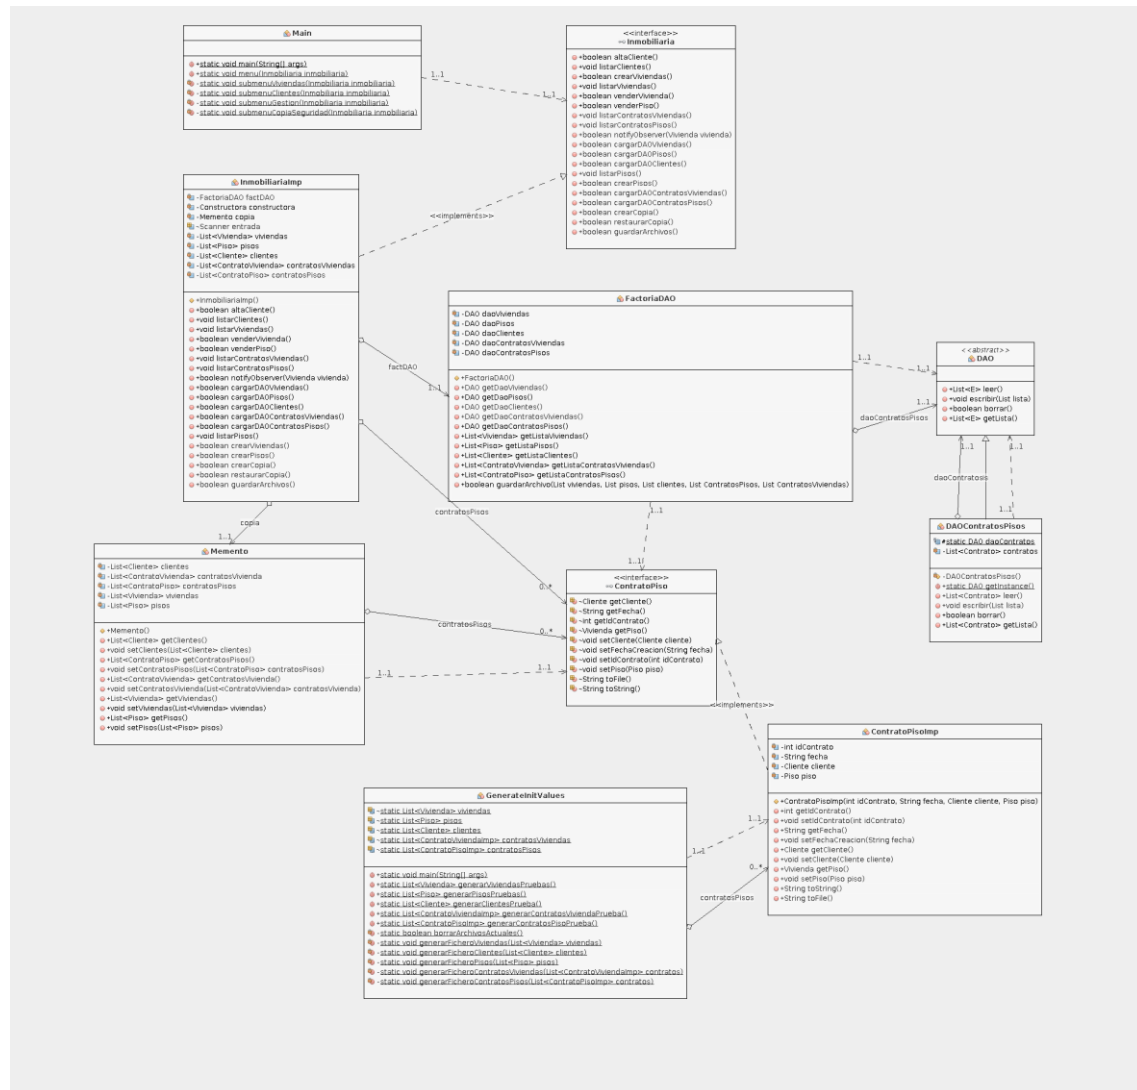 Main
+static void main(String[] args)
+static void menu(Inmobiliaria inmobiliaria)
-static void submenuViviendas(Inmobiliaria inmobiliaria)
-static void submenuClientes(Inmobiliaria inmobiliaria)
-static void submenuGestion(Inmobiliaria inmobiliaria)
-static void submenuCopiaSeguridad(Inmobiliaria inmobiliaria)
1..1
1..1
<<interface>>
Inmobiliaria
+boolean altaCliente()
+void listarClientes()
+boolean crearViviendas()
+void listarViviendas()
+boolean venderVivienda()
+boolean venderPiso()
+void listarContratosViviendas()
+void listarContratosPisos()
+boolean notifyObserver(Vivienda vivienda)
+boolean cargarDAOViviendas()
+boolean cargarDAOPisos()
+boolean cargarDAOClientes()
+void listarPisos()
+boolean crearPisos()
+boolean cargarDAOContratosViviendas()
+boolean cargarDAOContratosPisos()
+boolean crearCopia()
+boolean restaurarCopia()
+boolean guardarArchivos()
InmobiliariaImp
-FactoriaDAO factDAO
-Constructora constructora
-Memento copia
~Scanner entrada
-List<Vivienda> viviendas
-List<Piso> pisos
-List<Cliente> clientes
-List<ContratoVivienda> contratosViviendas
-List<ContratoPiso> contratosPisos
+InmobiliariaImp()
+boolean altaCliente()
+void listarClientes()
+void listarViviendas()
+boolean venderVivienda()
+boolean venderPiso()
+void listarContratosViviendas()
+void listarContratosPisos()
+boolean notifyObserver(Vivienda vivienda)
+boolean cargarDAOViviendas()
+boolean cargarDAOPisos()
+boolean cargarDAOClientes()
+boolean cargarDAOContratosViviendas()
+boolean cargarDAOContratosPisos()
+void listarPisos()
+boolean crearViviendas()
+boolean crearPisos()
+boolean crearCopia()
+boolean restaurarCopia()
+boolean guardarArchivos()
<<implements>>
factDAO
1..1
contratosPisos
0..*
copia
1..1
FactoriaDAO
-DAO daoViviendas
-DAO daoPisos
-DAO daoClientes
-DAO daoContratosViviendas
-DAO daoContratosPisos
+FactoriaDAO()
+DAO getDaoViviendas()
+DAO getDaoPisos()
+DAO getDaoClientes()
+DAO getDaoContratosViviendas()
+DAO getDaoContratosPisos()
+List<Vivienda> getListaViviendas()
+List<Piso> getListaPisos()
+List<Cliente> getListaClientes()
+List<ContratoVivienda> getListaContratosViviendas()
+List<ContratoPiso> getListaContratosPisos()
+boolean guardarArchivo(List viviendas, List pisos, List clientes, List ContratosPisos, List ContratosViviendas)
1..1
1..1
1..1
daoContratosPisos
1..1
1..1
<<abstract>>
DAO
+List<E> leer()
+void escribir(List lista)
+boolean borrar()
+List<E> getLista()
1..1
1..1
daoContratosis
1..1
DAOContratosPisos
#static DAO daoContratos
-List<Contrato> contratos
-DAOContratosPisos()
+static DAO getInstance()
+List<Contrato> leer()
+void escribir(List lista)
+boolean borrar()
+List<Contrato> getLista()
Memento
-List<Cliente> clientes
-List<ContratoVivienda> contratosVivienda
-List<ContratoPiso> contratosPisos
-List<Vivienda> viviendas
-List<Piso> pisos
+Memento()
+List<Cliente> getClientes()
+void setClientes(List<Cliente> clientes)
+List<ContratoPiso> getContratosPisos()
+void setContratosPisos(List<ContratoPiso> contratosPisos)
+List<ContratoVivienda> getContratosVivienda()
+void setContratosVivienda(List<ContratoVivienda> contratosVivienda)
+List<Vivienda> getViviendas()
+void setViviendas(List<Vivienda> viviendas)
+List<Piso> getPisos()
+void setPisos(List<Piso> pisos)
contratosPisos
0..*
1..1
1..1
<<interface>>
ContratoPiso
~Cliente getCliente()
~String getFecha()
~int getIdContrato()
~Vivienda getPiso()
~void setCliente(Cliente cliente)
~void setFechaCreacion(String fecha)
~void setIdContrato(int idContrato)
~void setPiso(Piso piso)
~String toFile()
~String toString()
<<implements>>
ContratoPisoImp
-int idContrato
-String fecha
-Cliente cliente
-Piso piso
+ContratoPisoImp(int idContrato, String fecha, Cliente cliente, Piso piso)
+int getIdContrato()
+void setIdContrato(int idContrato)
+String getFecha()
+void setFechaCreacion(String fecha)
+Cliente getCliente()
+void setCliente(Cliente cliente)
+Vivienda getPiso()
+void setPiso(Piso piso)
+String toString()
+String toFile()
GenerateInitValues
~static List<Vivienda> viviendas
~static List<Piso> pisos
~static List<Cliente> clientes
~static List<ContratoViviendaImp> contratosViviendas
~static List<ContratoPisoImp> contratosPisos
+static void main(String[] args)
+static List<Vivienda> generarViviendasPruebas()
+static List<Piso> generarPisosPruebas()
+static List<Cliente> generarClientesPrueba()
+static List<ContratoViviendaImp> generarContratosViviendaPrueba()
+static List<ContratoPisoImp> generarContratosPisoPrueba()
-static boolean borrarArchivosActuales()
-static void generarFicheroViviendas(List<Vivienda> viviendas)
-static void generarFicheroClientes(List<Cliente> clientes)
-static void generarFicheroPisos(List<Piso> pisos)
-static void generarFicheroContratosViviendas(List<ContratoViviendaImp> contratos)
-static void generarFicheroContratosPisos(List<ContratoPisoImp> contratos)
1..1
1..1
contratosPisos
0..*